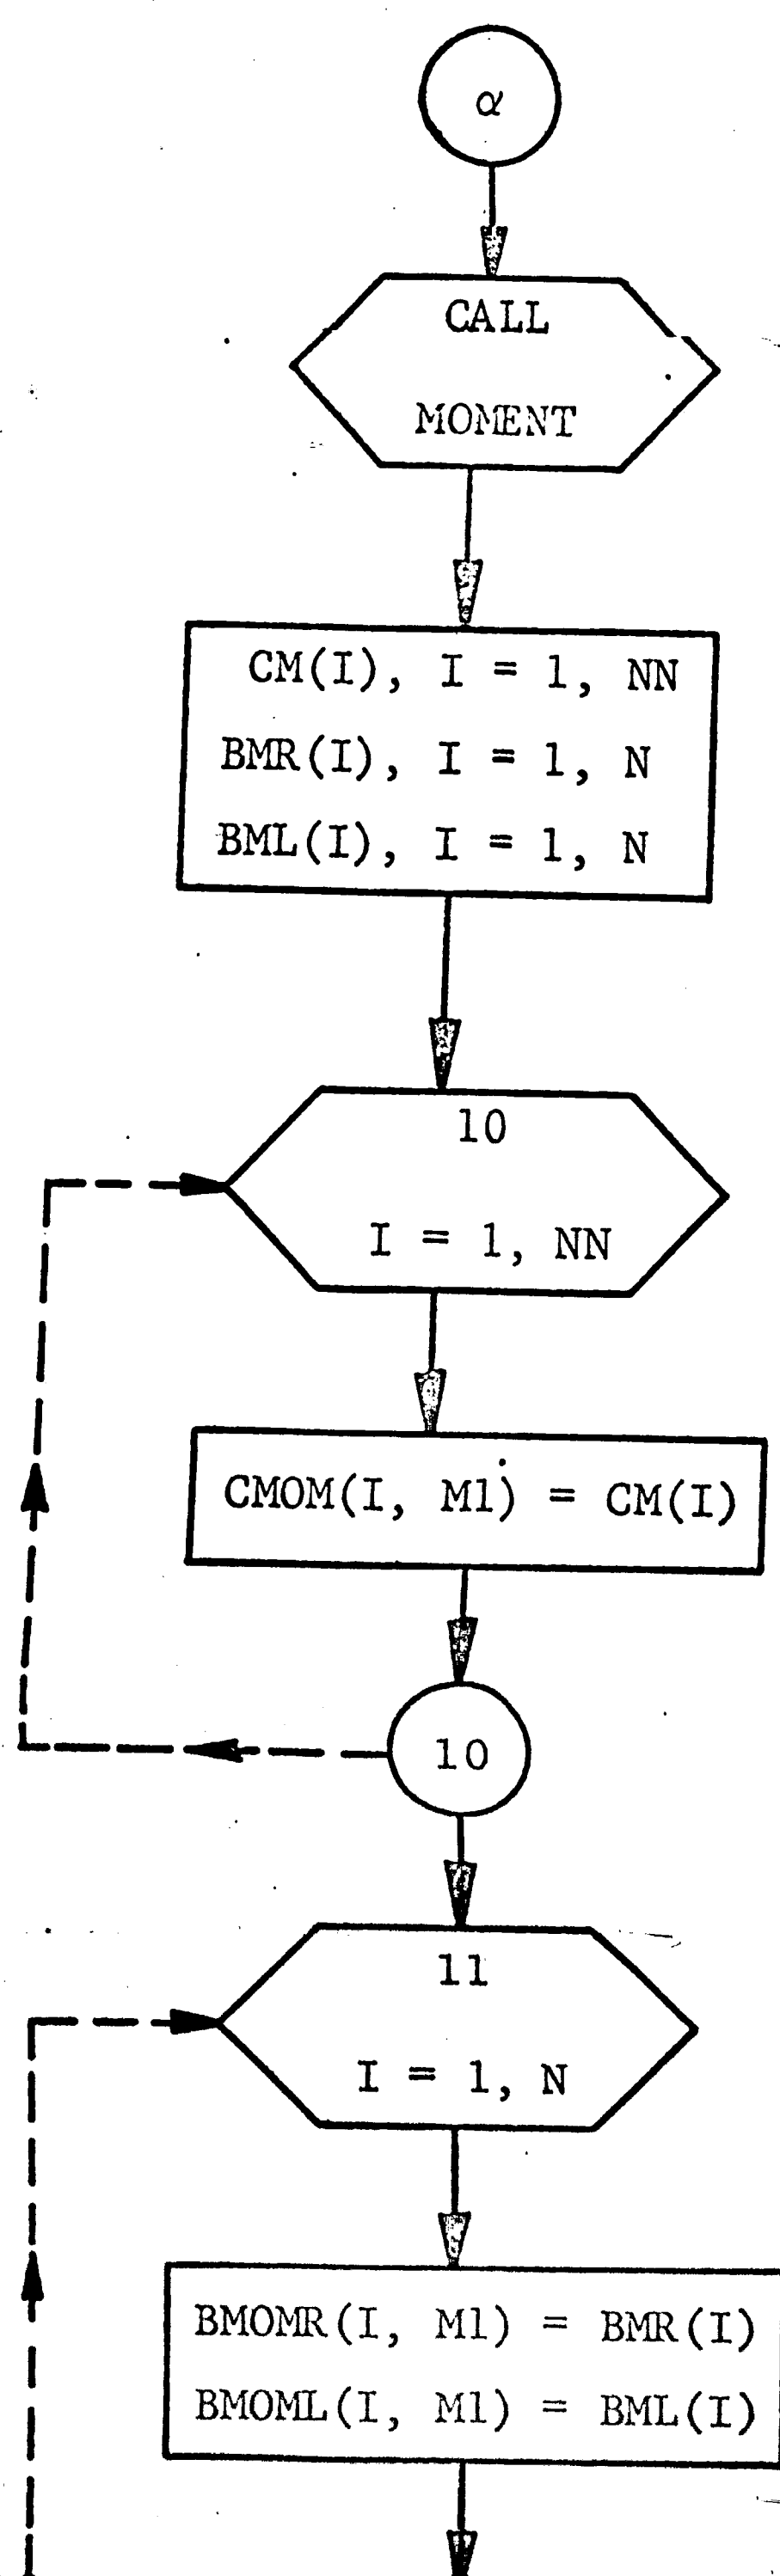 α
CALL
MOMENT
CM(I), I = 1, NN
BMR(I), I = 1, N
BML(I), I = 1, N
10
I = 1, NN
CMOM(I, M1) = CM(I)
10
11
I = 1, N
BMOMR(I, M1) = BMR(I)
BMOML(I, M1) = BML(I)